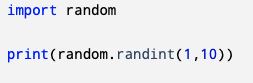 import random
print(random.randint(1,10))